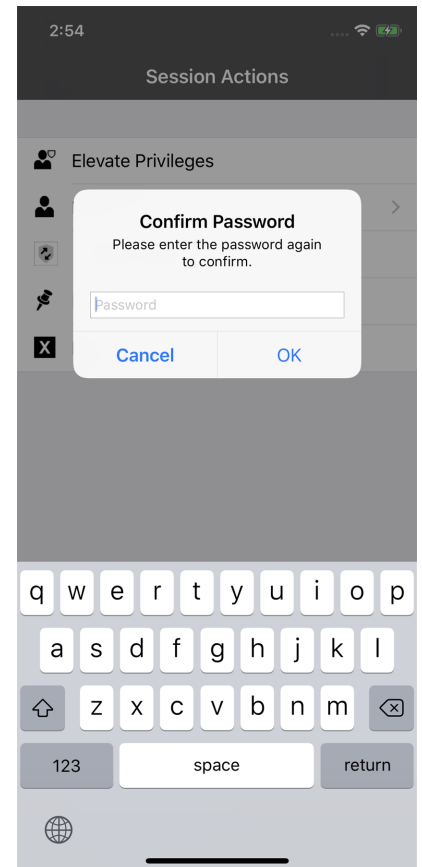 2:54
Session Actions
Elevate Privileges
Confirm Password
Please enter the password again
to confirm.
Password
Cancel OK
X
q w e r t y u i o p
a s d f g h j k l
z x c v b n m
123 space return